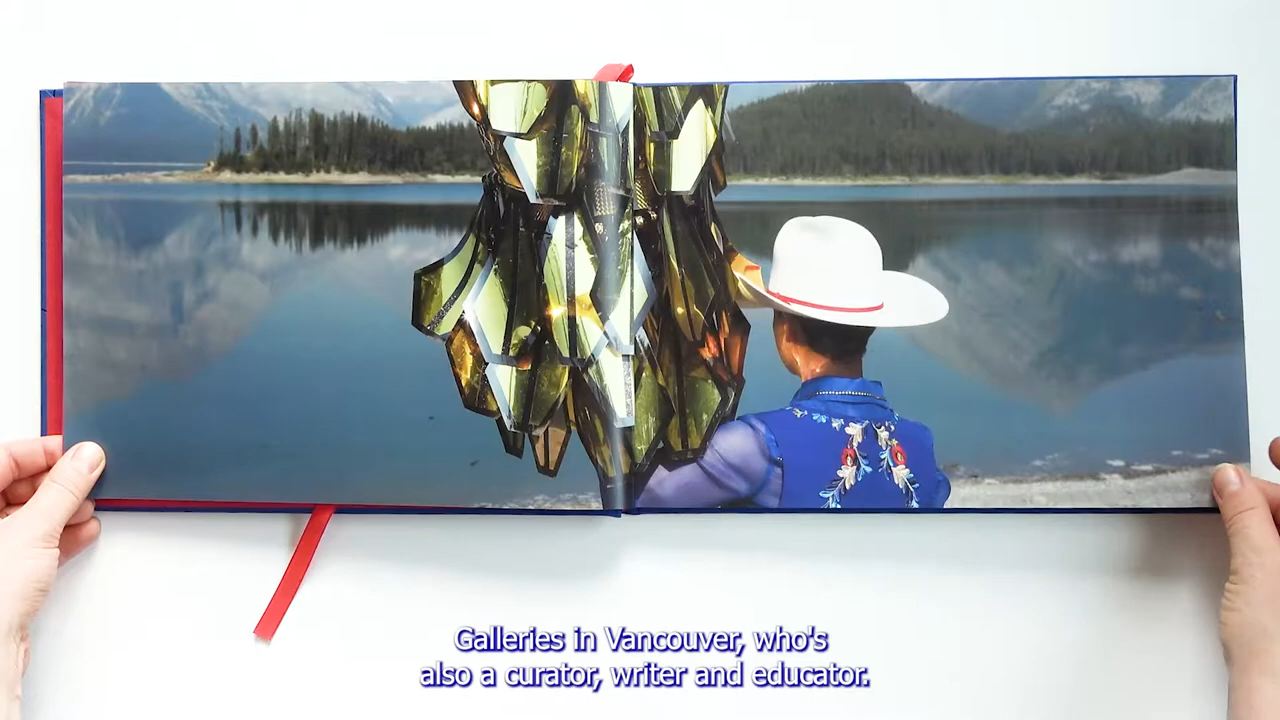 Galleries in Vancouver, who's
also a curator, writer and educator.